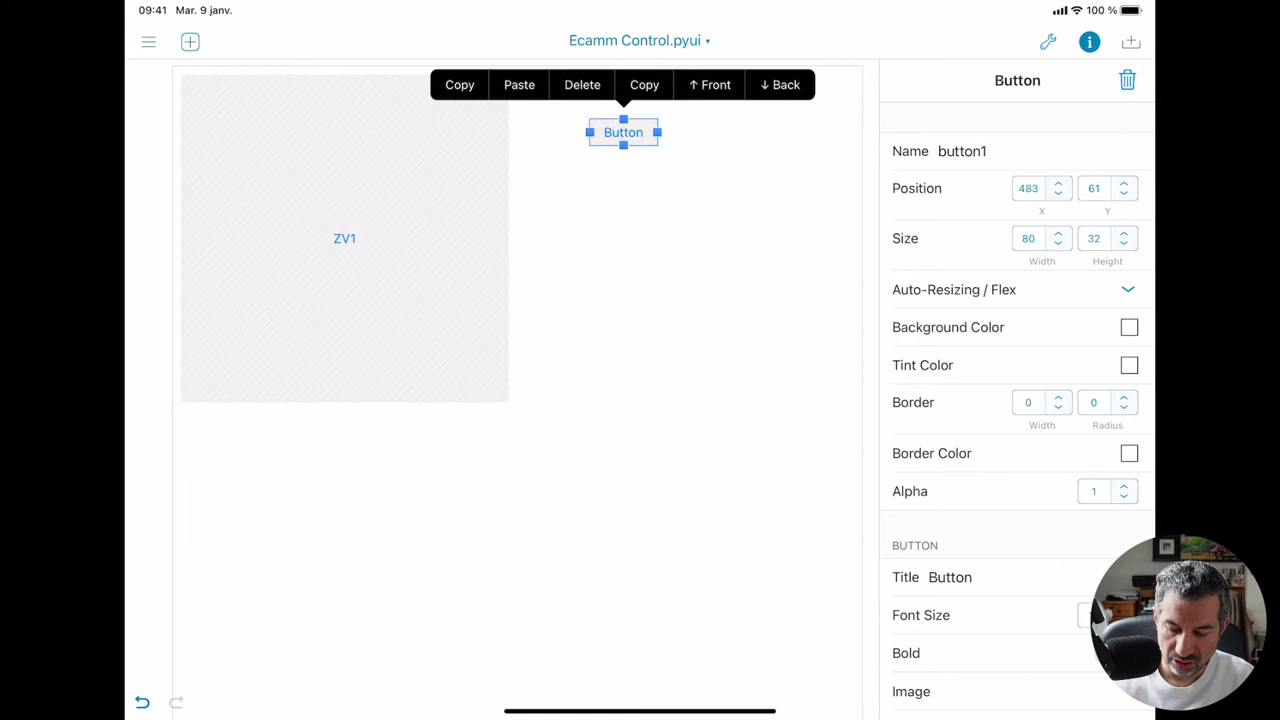 09:41 Mar. 9 janv.
100 %
Ecamm Control.pyui
Copy Paste Delete Copy ↑ Front ↓ Back
Button
ZV1
Button
Name button1
Position 483 61
X Y
Size 80 32
Width Height
Auto-Resizing / Flex
Background Color
Tint Color
Border 0 0
Width Radius
Border Color
Alpha 1
BUTTON
Title Button
Font Size
Bold
Image